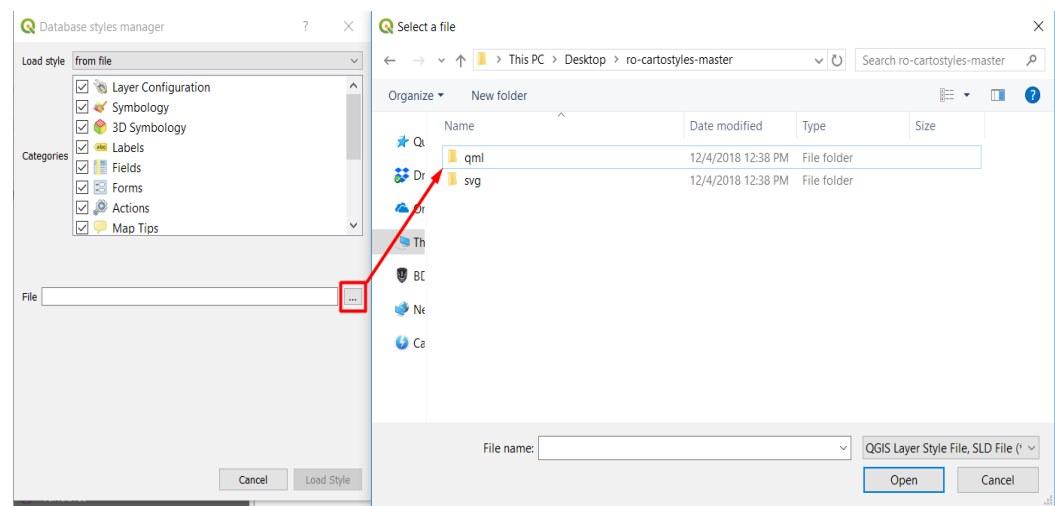 Database styles manager
?
Load style
from file
Categories
Layer Configuration
Symbology
3D Symbology
abc Labels
Fields
Forms
Actions
Map Tips
File
...
Cancel
Load Style
Select a file
This PC > Desktop > ro-cartostyles-master
Search ro-cartostyles-master
Organize
New folder
?
Name
Date modified
Type
Size
qml
12/4/2018 12:38 PM
File folder
svg
12/4/2018 12:38 PM
File folder
Th
BD
Ne
Ca
File name:
QGIS Layer Style File, SLD File (*
Open
Cancel